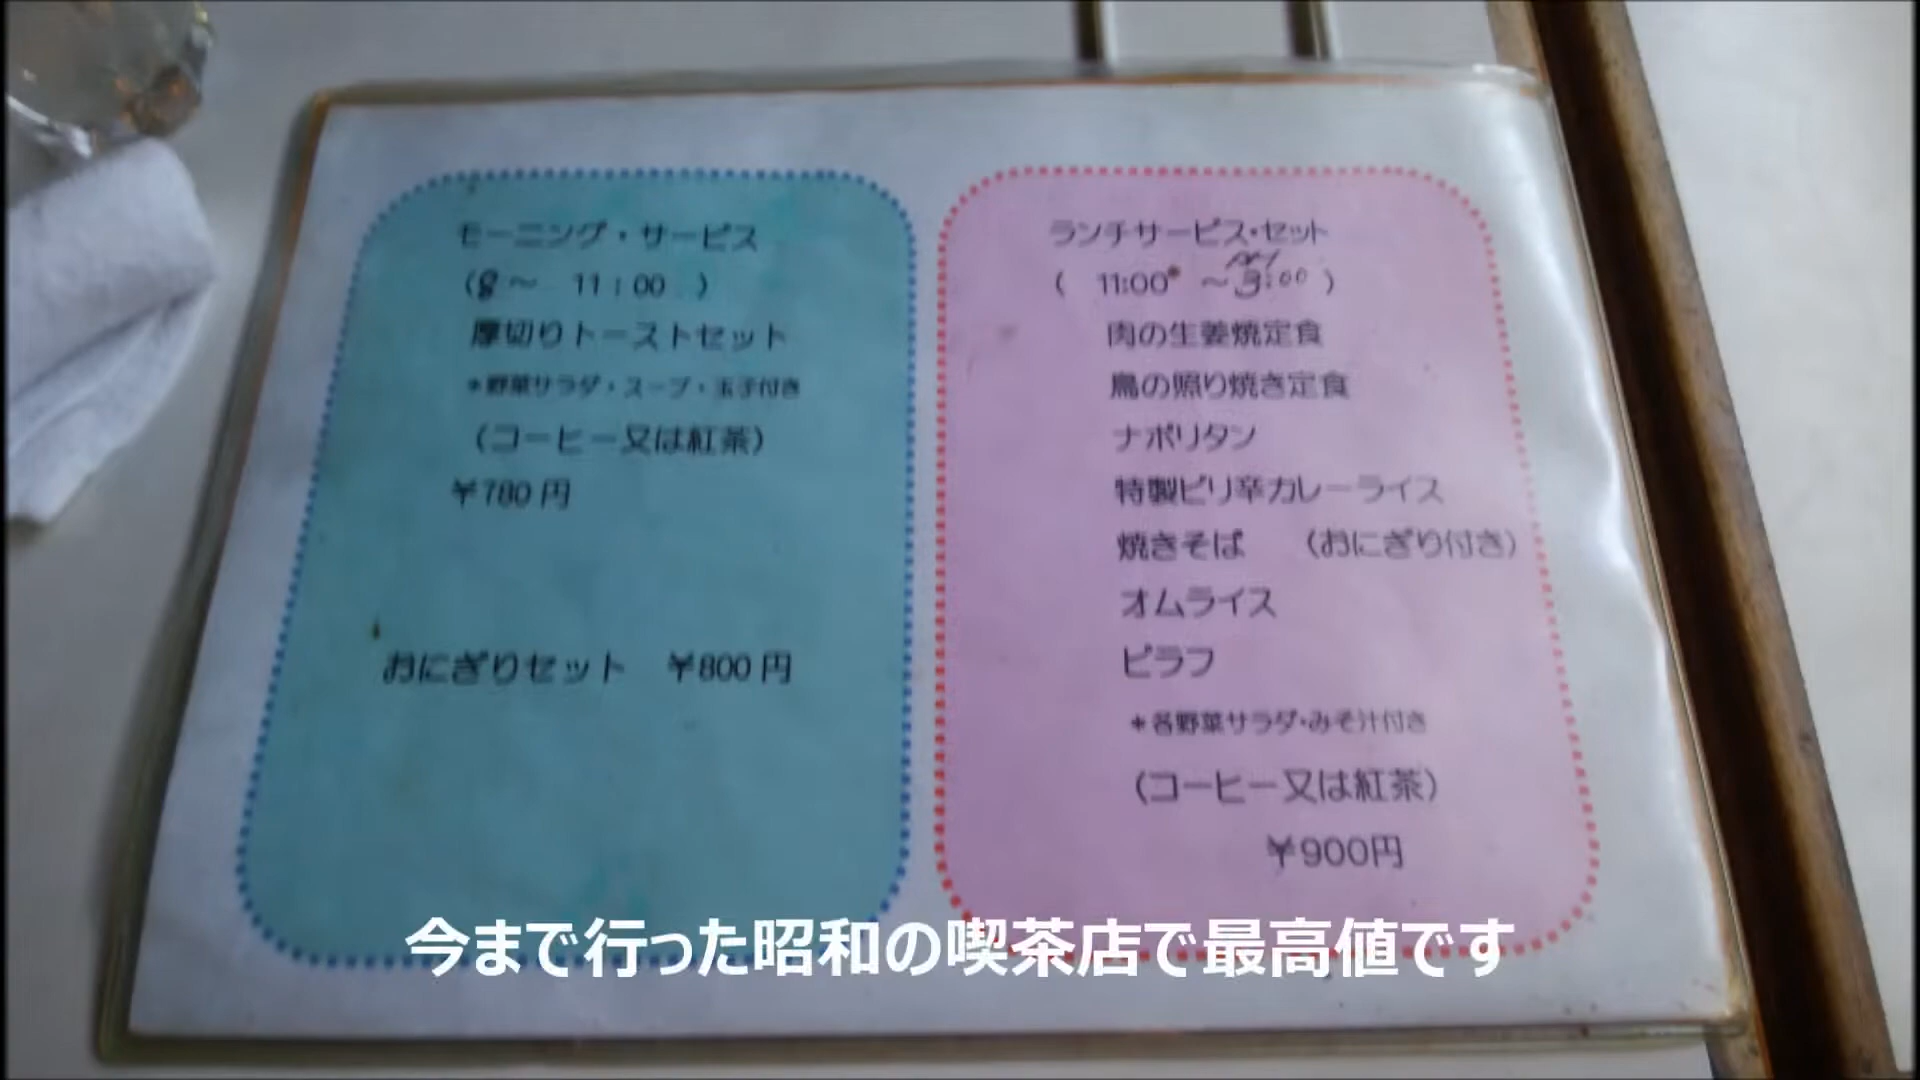 モーニング・サービス
(8～ 11:00 )
厚切りトーストセット
*野菜サラダ・スープ・玉子付き
(コーヒー又は紅茶)
¥780円
おにぎりセット ¥800円
ランチサービス・セット
( 11:00 ～3:00 )
肉の生姜焼定食
鳥の照り焼き定食
ナポリタン
特製ピリ辛カレーライス
焼きそば (おにぎり付き)
オムライス
ピラフ
*各野菜サラダ・みそ汁付き
(コーヒー又は紅茶)
¥900円
今まで行った昭和の喫茶店で最高値です